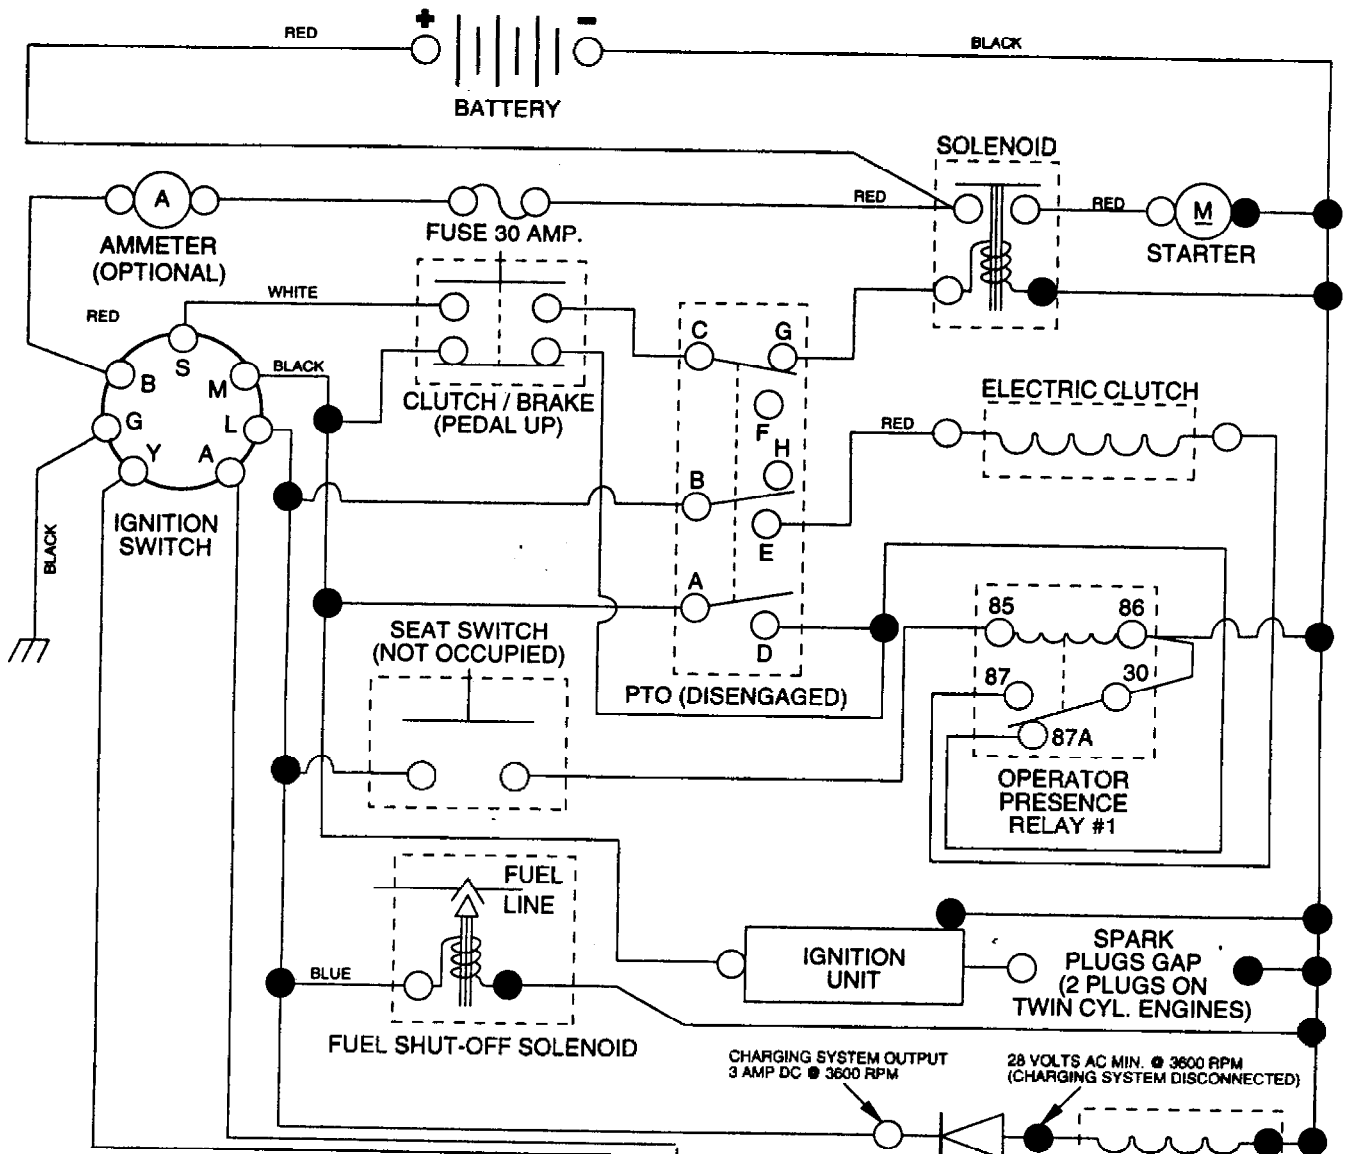 + -
RED
BLACK
BATTERY
SOLENOID
A
RED
RED
M
FUSE 30 AMP.
AMMETER
(OPTIONAL)
STARTER
WHITE
RED
S
C
G
B
M
BLACK
ELECTRIC CLUTCH
CLUTCH / BRAKE
(PEDAL UP)
G
L
F
RED
Y
A
H
B
IGNITION
SWITCH
BLACK
E
A
85
86
SEAT SWITCH
(NOT OCCUPIED)
D
87
30
PTO (DISENGAGED)
87A
OPERATOR
PRESENCE
RELAY #1
FUEL
LINE
SPARK
PLUGS GAP
(2 PLUGS ON
TWIN CYL. ENGINES)
IGNITION
UNIT
BLUE
FUEL SHUT-OFF SOLENOID
CHARGING SYSTEM OUTPUT
3 AMP DC @ 3600 RPM
28 VOLTS AC MIN. @ 3600 RPM
(CHARGING SYSTEM DISCONNECTED)